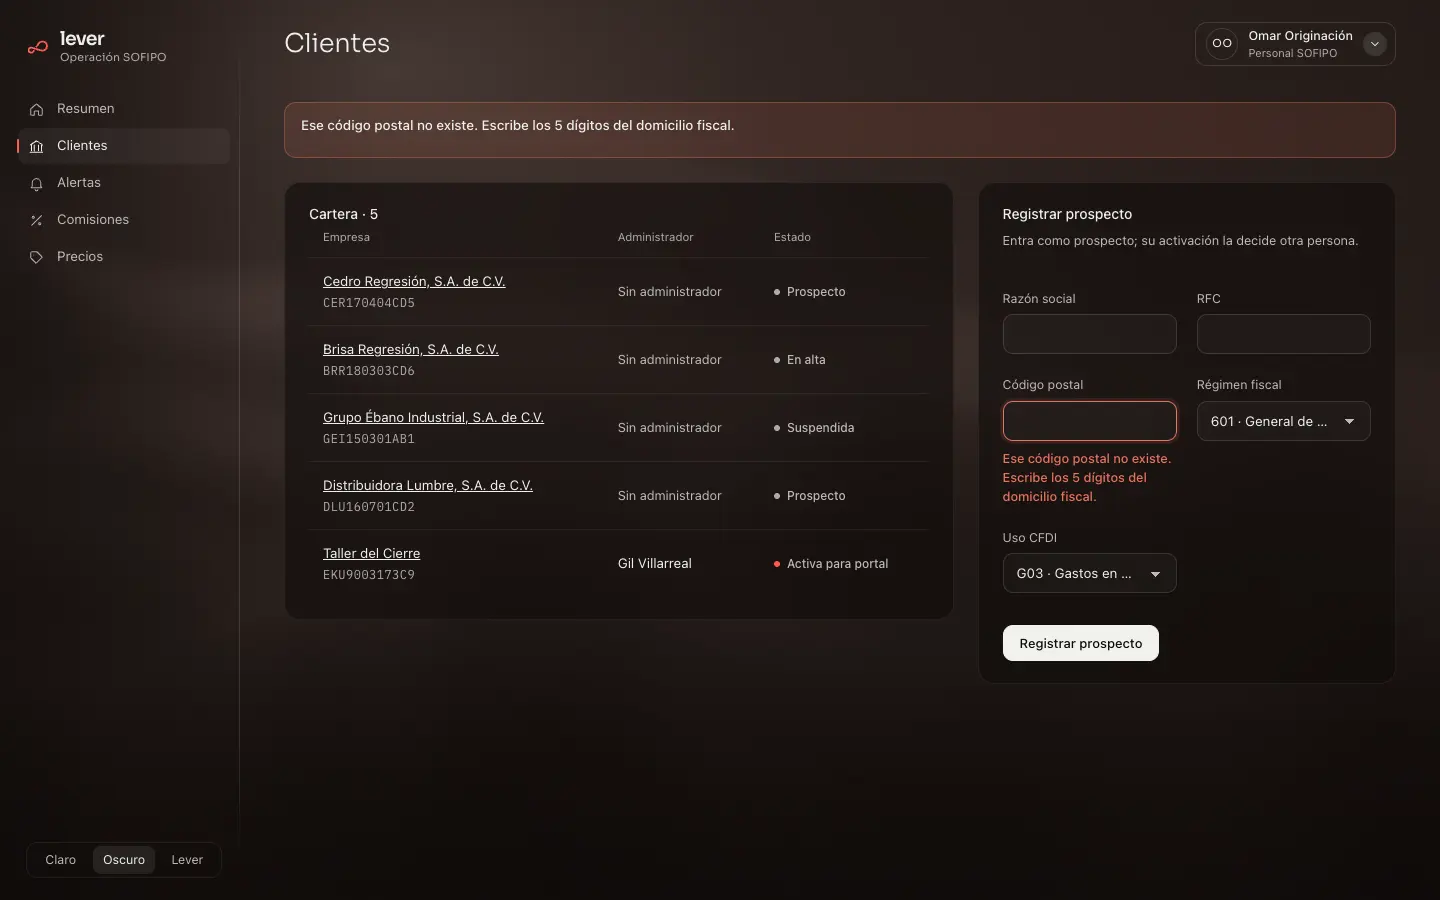 lever
Operación SOFIPO
Resumen
Clientes
Alertas
Comisiones
Precios
Claro
Oscuro
Lever
Clientes
OO
Omar Originación
Personal SOFIPO
Ese código postal no existe. Escribe los 5 dígitos del domicilio fiscal.
Cartera · 5
Empresa
Administrador
Estado
Cedro Regresión, S.A. de C.V.
CER170404CD5
Sin administrador
Prospecto
Brisa Regresión, S.A. de C.V.
BRR180303CD6
Sin administrador
En alta
Grupo Ébano Industrial, S.A. de C.V.
GEI150301AB1
Sin administrador
Suspendida
Distribuidora Lumbre, S.A. de C.V.
DLU160701CD2
Sin administrador
Prospecto
Taller del Cierre
EKU9003173C9
Gil Villarreal
Activa para portal
Registrar prospecto
Entra como prospecto; su activación la decide otra persona.
Razón social
RFC
Código postal
Régimen fiscal
601 · General de ...
Ese código postal no existe.
Escribe los 5 dígitos del
domicilio fiscal.
Uso CFDI
G03 · Gastos en ...
Registrar prospecto